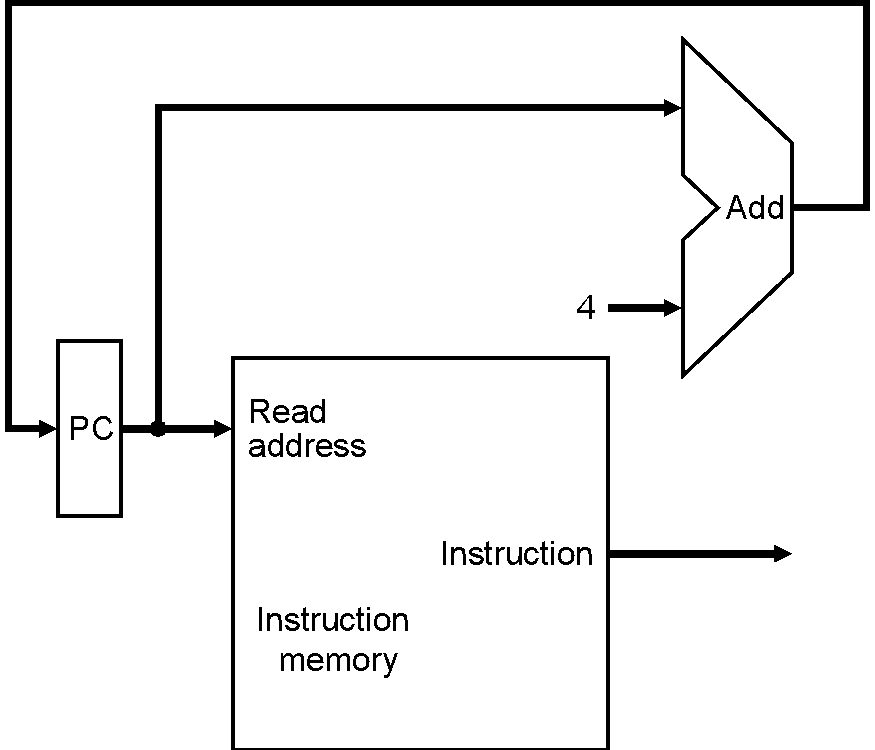 Add
4
PC
Read
address
Instruction
Instruction
memory